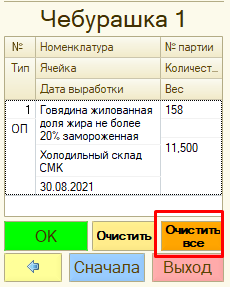 Чебурашка 1
№ Номенклатура № партии
Тип Ячейка Количест...
Дата выработки Вес
1 Говядина жилованная 158
ОП доля жира не более
20% замороженная
Холодильный склад 11,500
СМК
30.08.2021
OK Очистить Очистить
все
Сначала Выход